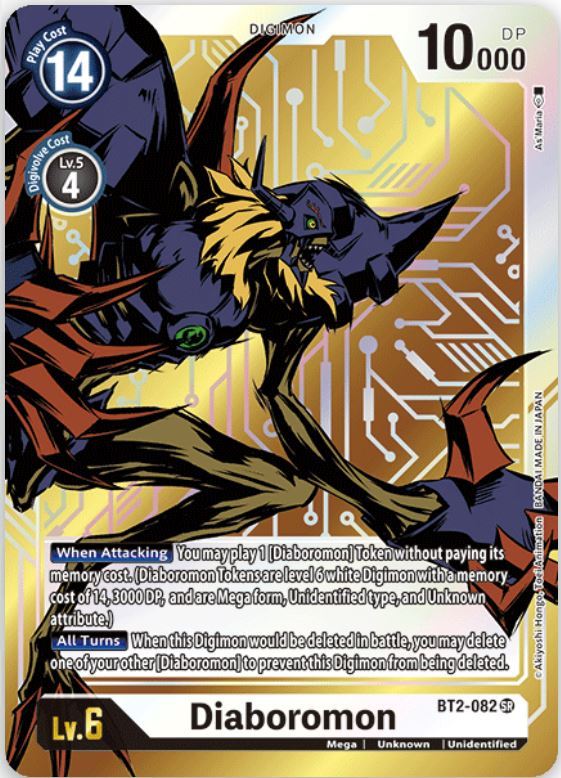 DIGIMON
Play Cost
14
DP
10000
Digivolve Cost
Lv.5
4
As'Maria
When Attacking You may play 1 [Diaboromon] Token without paying its
memory cost. (Diaboromon Tokens are level 6 white Digimon with a memory
cost of 14, 3000 DP, and are Mega form, Unidentified type, and Unknown
attribute.)
All Turns When this Digimon would be deleted in battle, you may delete
one of your other [Diaboromon] to prevent this Digimon from being deleted.
© Akiyoshi Hongo, Toei Animation BANDAI MADE IN JAPAN
Lv.6
Diaboromon
BT2-082 SR
Mega | Unknown | Unidentified